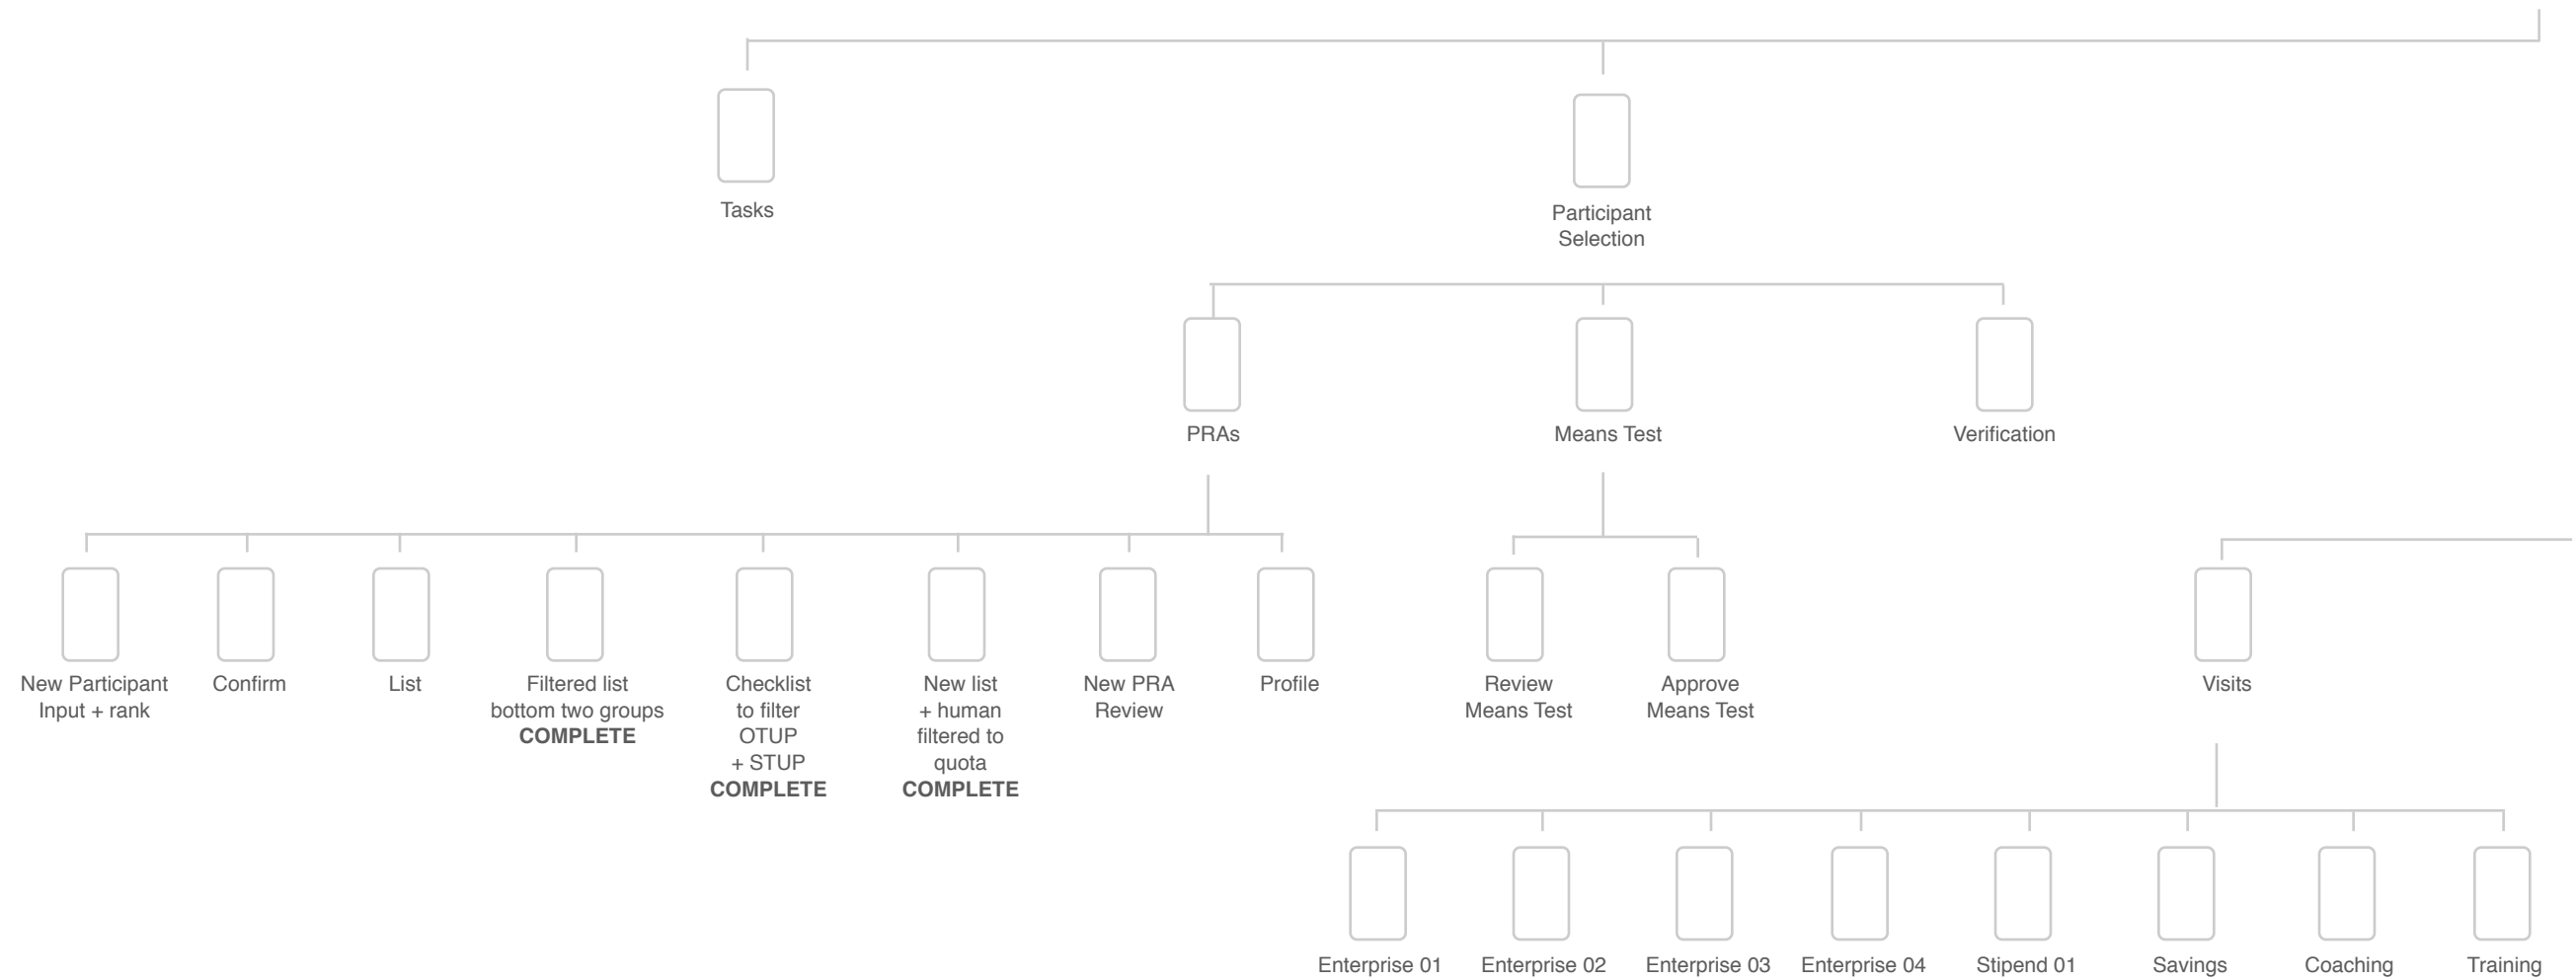 Tasks
Participant
Selection
PRAs
Means Test
Verification
New Participant
Input + rank
Confirm
List
Filtered list
bottom two groups
COMPLETE
Checklist
to filter
OTUP
+ STUP
COMPLETE
New list
+ human
filtered to
quota
COMPLETE
New PRA
Review
Profile
Review
Means Test
Approve
Means Test
Visits
Enterprise 01
Enterprise 02
Enterprise 03
Enterprise 04
Stipend 01
Savings
Coaching
Training